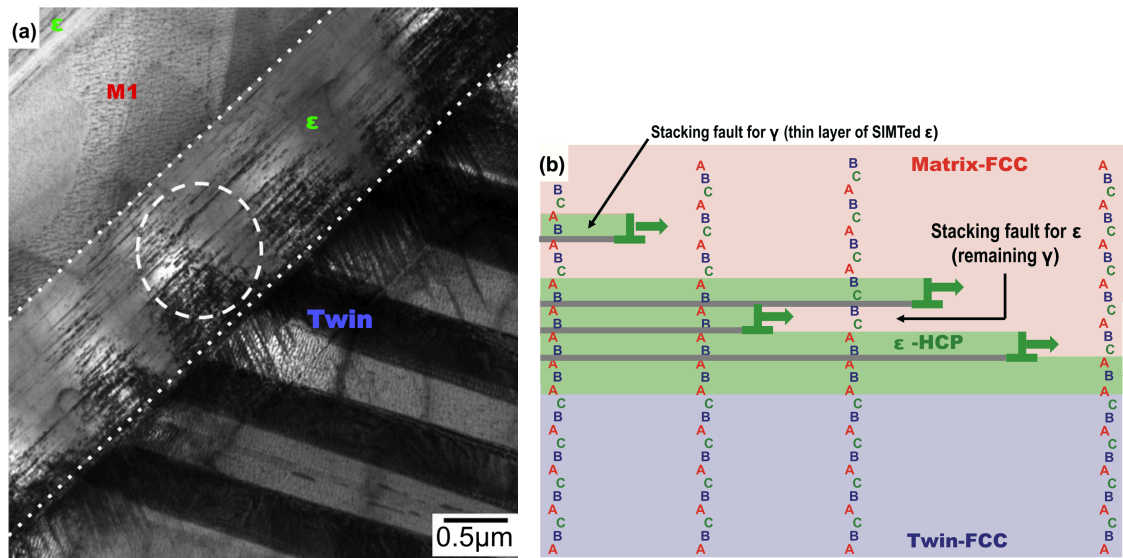 (a)
ε
M1
ε
Twin
0.5µm
(b)
Stacking fault for γ (thin layer of SIMTed ε)
Matrix-FCC
Stacking fault for ε
(remaining γ)
ε -HCP
Twin-FCC
B C A B A B C A B A B A B A B A C B A C B A C B A C B A
A B C A B C A B C A B A B A B A B A C B A C B A C B A C B A
B C A B C A B C A B C B C A B A B A C B A C B A C B A C B A
A B C A B C A B C A B C A B C A B A C B A C B A C B A C B A